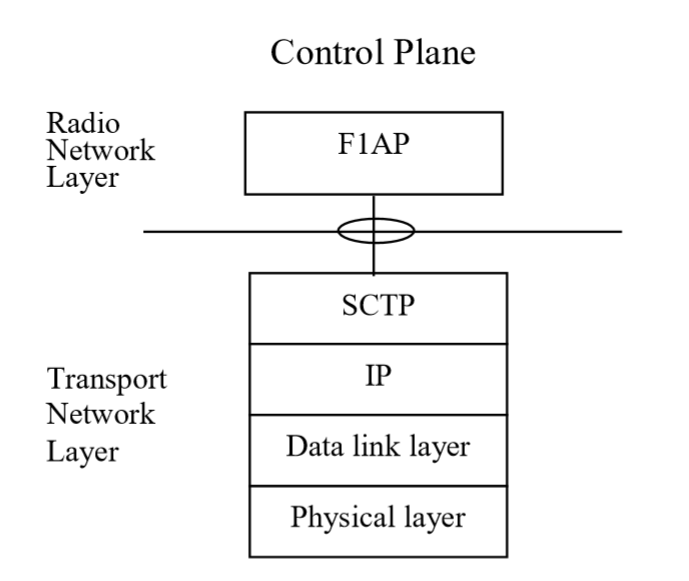 Control Plane
Radio
Network
Layer
F1AP
SCTP
IP
Transport
Network
Layer
Data link layer
Physical layer